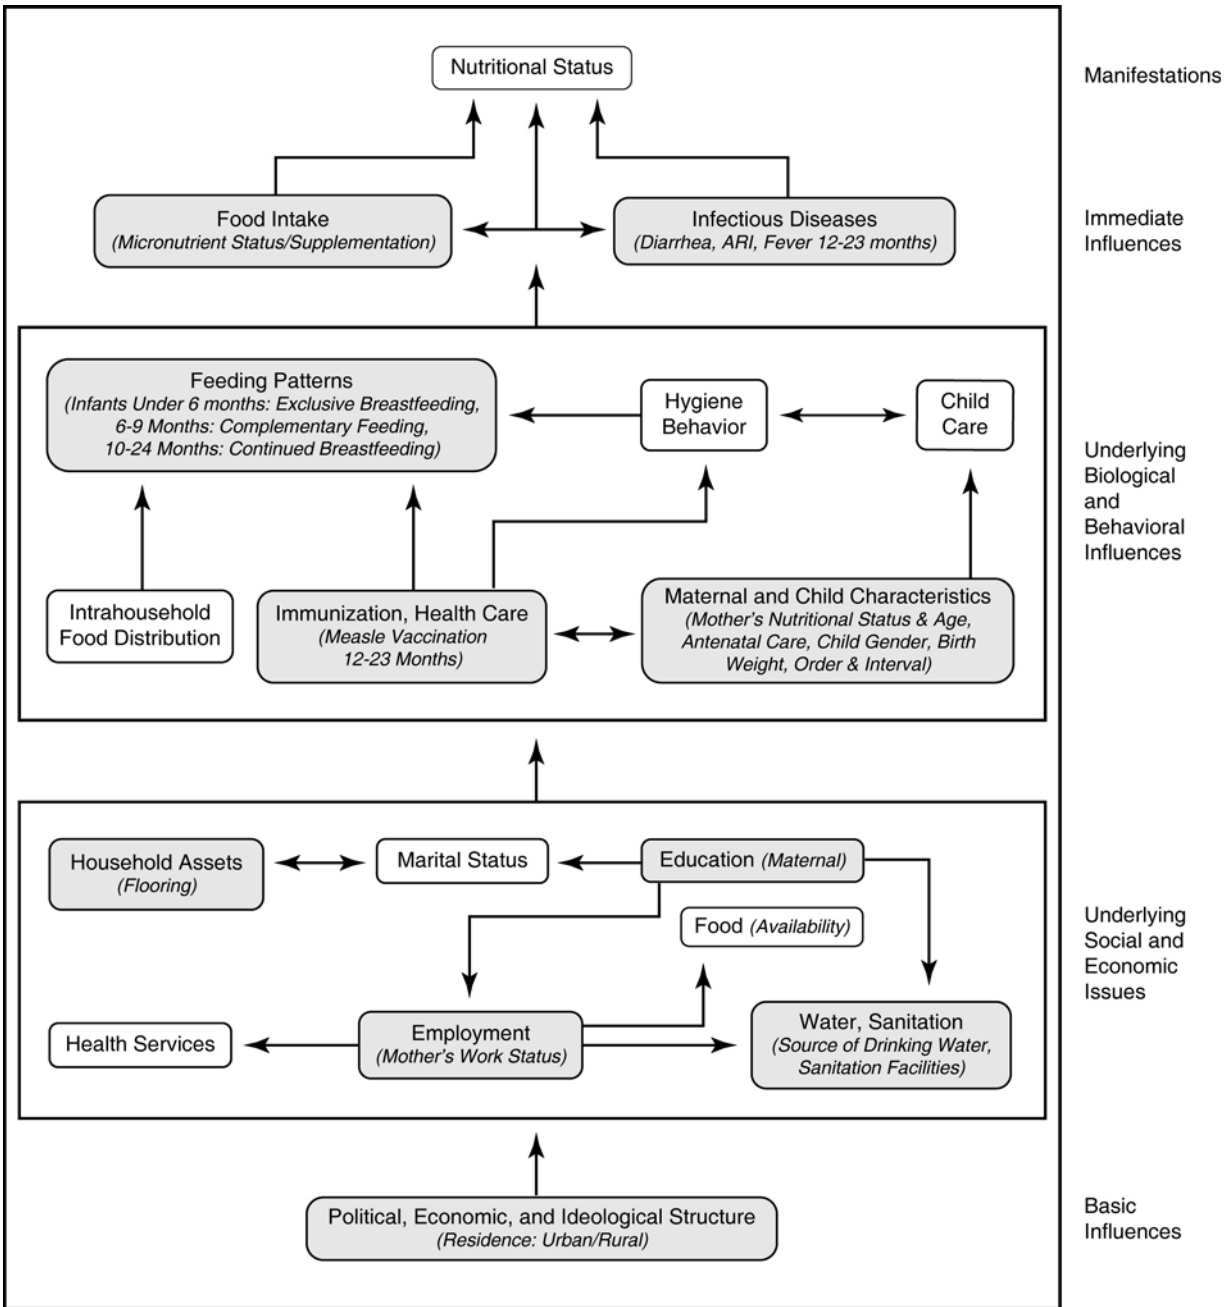 Nutritional Status
Manifestations
Food Intake
(Micronutrient Status/Supplementation)
Infectious Diseases
(Diarrhea, ARI, Fever 12-23 months)
Immediate
Influences
Feeding Patterns
(Infants Under 6 months: Exclusive Breastfeeding,
6-9 Months: Complementary Feeding,
10-24 Months: Continued Breastfeeding)
Hygiene
Behavior
Child
Care
Underlying
Biological
and
Behavioral
Influences
Intrahousehold
Food Distribution
Immunization, Health Care
(Measle Vaccination
12-23 Months)
Maternal and Child Characteristics
(Mother's Nutritional Status & Age,
Antenatal Care, Child Gender, Birth
Weight, Order & Interval)
Household Assets
(Flooring)
Marital Status
Education (Maternal)
Food (Availability)
Underlying
Social and
Economic
Issues
Health Services
Employment
(Mother's Work Status)
Water, Sanitation
(Source of Drinking Water,
Sanitation Facilities)
Political, Economic, and Ideological Structure
(Residence: Urban/Rural)
Basic
Influences